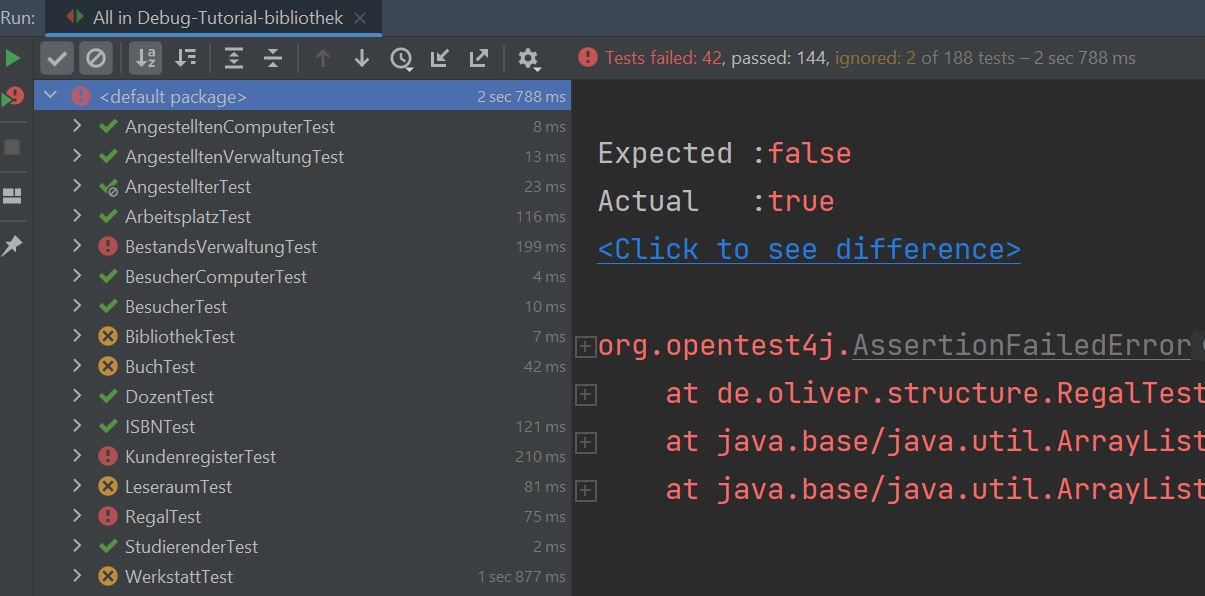 Run: All in Debug-Tutorial-bibliothek
Tests failed: 42, passed: 144, ignored: 2 of 188 tests – 2 sec 788 ms
<default package> 2 sec 788 ms
AngestelltenComputerTest 8 ms
AngestelltenVerwaltungTest 13 ms
AngestellterTest 23 ms
ArbeitsplatzTest 116 ms
BestandsVerwaltungTest 199 ms
BesucherComputerTest 4 ms
BesucherTest 10 ms
BibliothekTest 7 ms
BuchTest 42 ms
DozentTest
ISBNTest 121 ms
KundenregisterTest 210 ms
LeseraumTest 81 ms
RegalTest 75 ms
StudierenderTest 2 ms
WerkstattTest 1 sec 877 ms
Expected :false
Actual :true
<Click to see difference>
org.opentest4j.AssertionFailedError
at de.oliver.structure.RegalTest
at java.base/java.util.ArrayList
at java.base/java.util.ArrayList